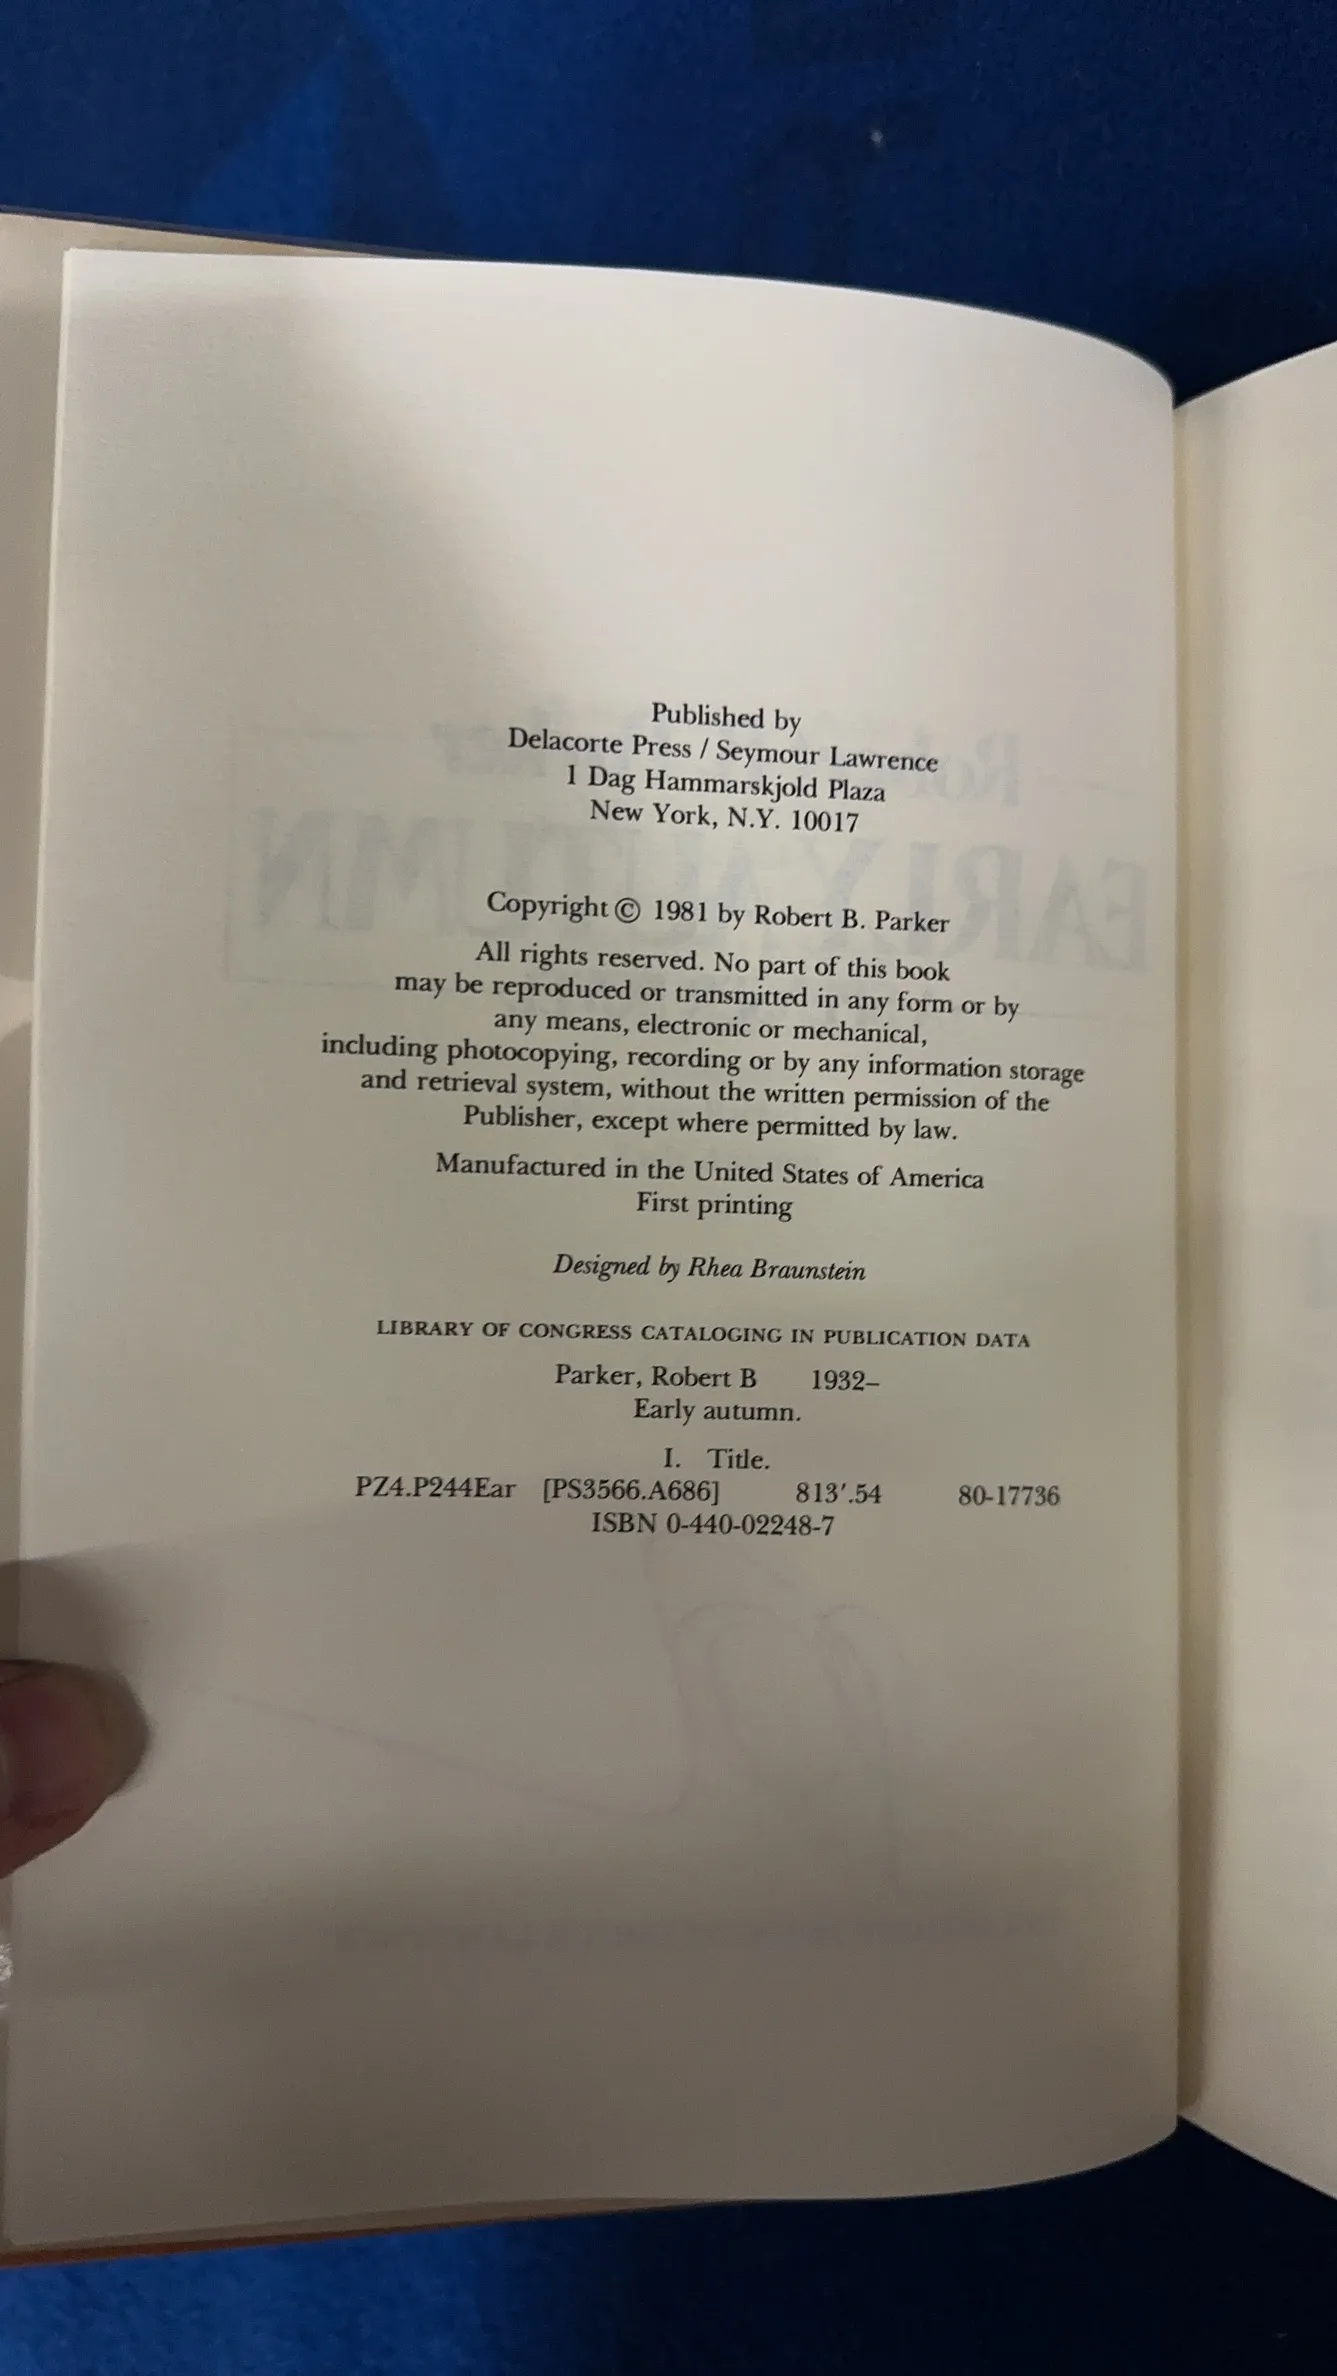 Published by
Delacorte Press / Seymour Lawrence
1 Dag Hammarskjold Plaza
New York, N.Y. 10017
Copyright © 1981 by Robert B. Parker
All rights reserved. No part of this book
may be reproduced or transmitted in any form or by
any means, electronic or mechanical,
including photocopying, recording or by any information storage
and retrieval system, without the written permission of the
Publisher, except where permitted by law.
Manufactured in the United States of America
First printing
Designed by Rhea Braunstein
LIBRARY OF CONGRESS CATALOGING IN PUBLICATION DATA
Parker, Robert B 1932–
Early autumn.
I. Title.
PZ4.P244Ear [PS3566.A686] 813′.54 80-17736
ISBN 0-440-02248-7